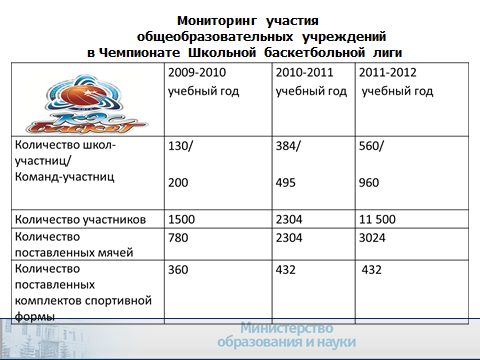 Мониторинг участия
общеобразовательных учреждений
в Чемпионате Школьной баскетбольной лиги
КЭС
БАСКЕТ
2009-2010
учебный год
2010-2011
учебный год
2011-2012
учебный год
Количество школ-
участниц/
Команд-участниц
130/
200
384/
495
560/
960
Количество участников 1500 2304 11 500
Количество
поставленных мячей
780 2304 3024
Количество
поставленных
комплектов спортивной
формы
360 432 432
Министерство
образования и науки